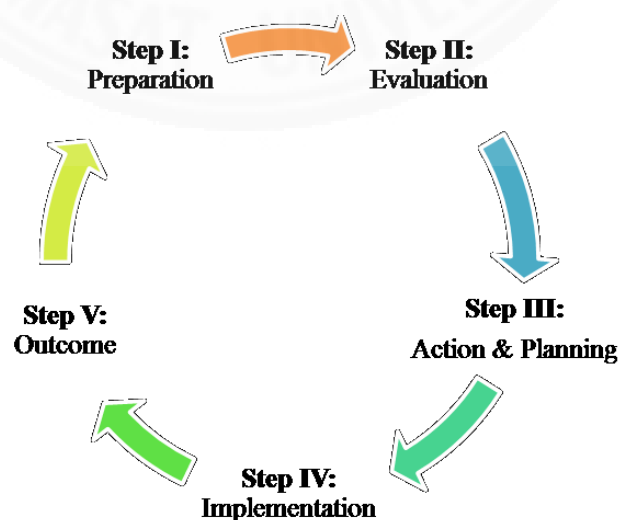 Step I:
Preparation
Step II:
Evaluation
Step III:
Action & Planning
Step IV:
Implementation
Step V:
Outcome